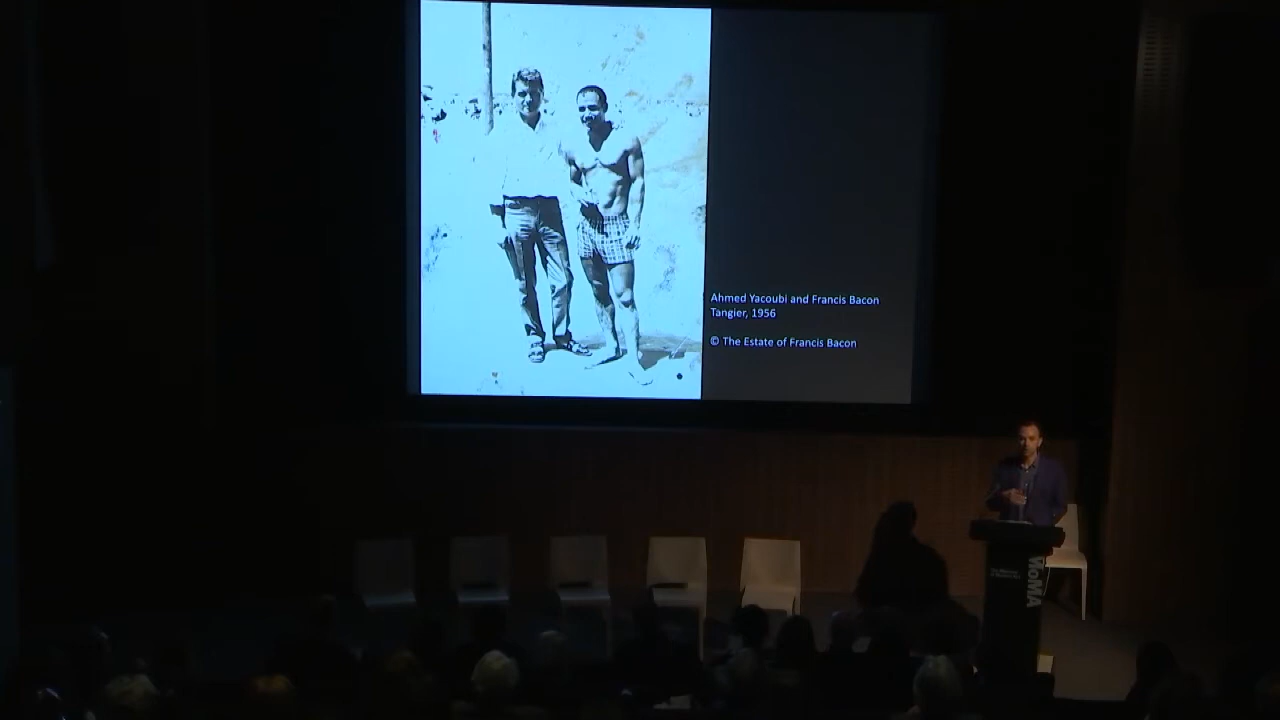 Ahmed Yacoubi and Francis Bacon
Tangier, 1956
© The Estate of Francis Bacon
MoMA